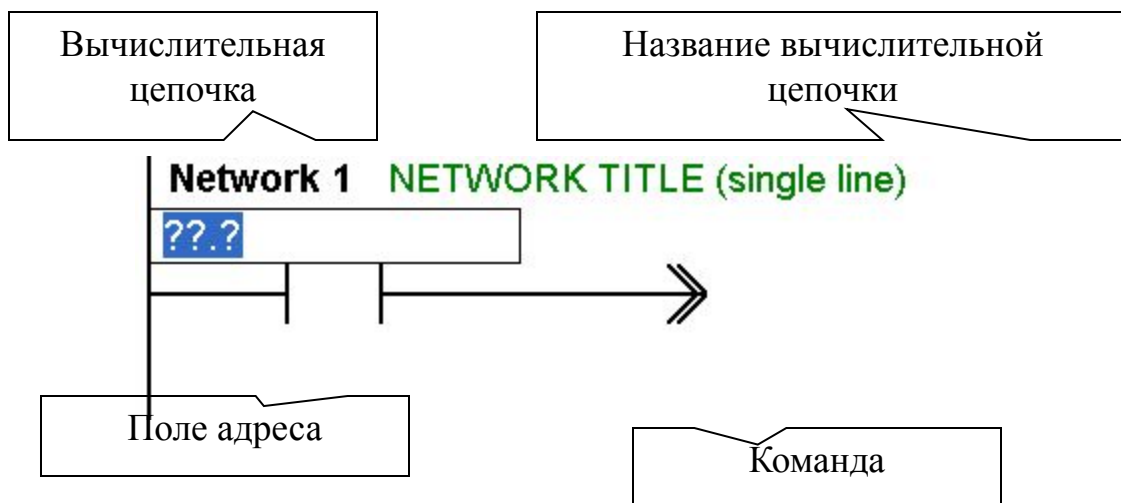 Вычислительная
цепочка
Название вычислительной
цепочки
Network 1 NETWORK TITLE (single line)
??.?
Поле адреса
Команда